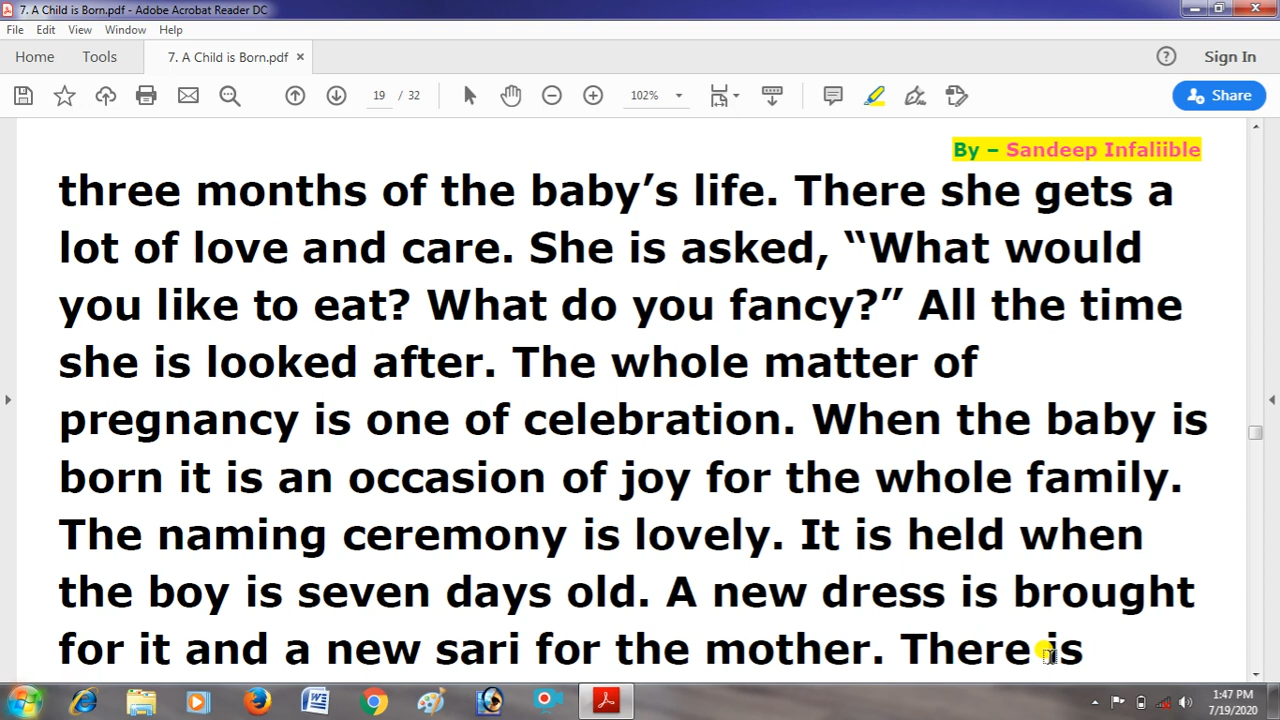 7. A Child is Born.pdf - Adobe Acrobat Reader DC
File Edit View Window Help
Home Tools 7. A Child is Born.pdf × Sign In
19 / 32 102% Share
By – Sandeep Infaliible
three months of the baby’s life. There she gets a
lot of love and care. She is asked, “What would
you like to eat? What do you fancy?” All the time
she is looked after. The whole matter of
pregnancy is one of celebration. When the baby is
born it is an occasion of joy for the whole family.
The naming ceremony is lovely. It is held when
the boy is seven days old. A new dress is brought
for it and a new sari for the mother. There is
1:47 PM
7/19/2020